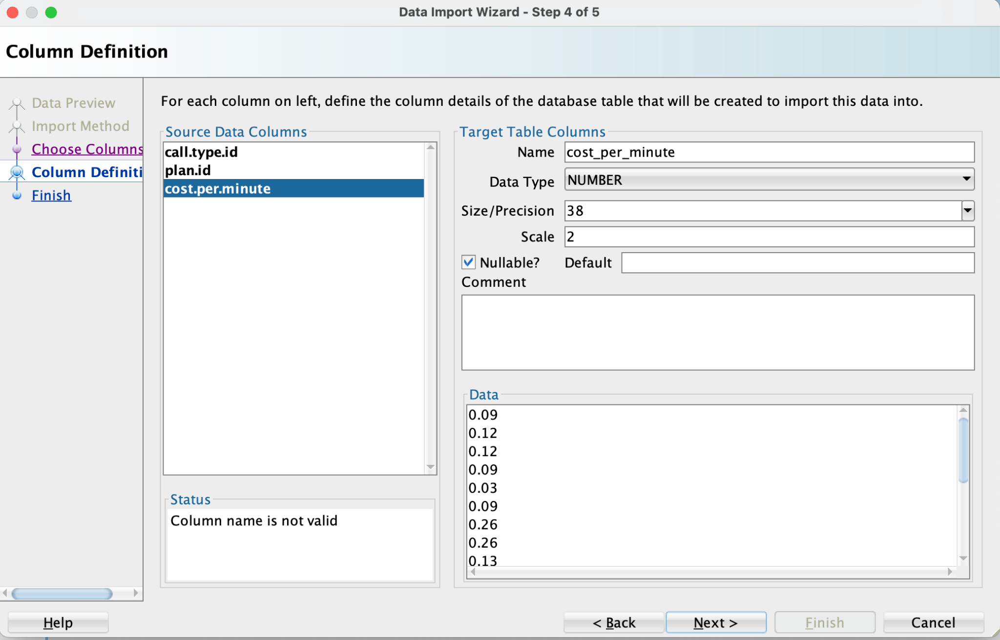 Data Import Wizard - Step 4 of 5
Column Definition
Data Preview
Import Method
Choose Columns
Column Definiti
Finish
For each column on left, define the column details of the database table that will be created to import this data into.
Source Data Columns
call.type.id
plan.id
cost.per.minute
Status
Column name is not valid
Target Table Columns
Name cost_per_minute
Data Type NUMBER
Size/Precision 38
Scale 2
Nullable? Default
Comment
Data
0.09
0.12
0.12
0.09
0.03
0.09
0.26
0.26
0.13
Help
< Back
Next >
Finish
Cancel